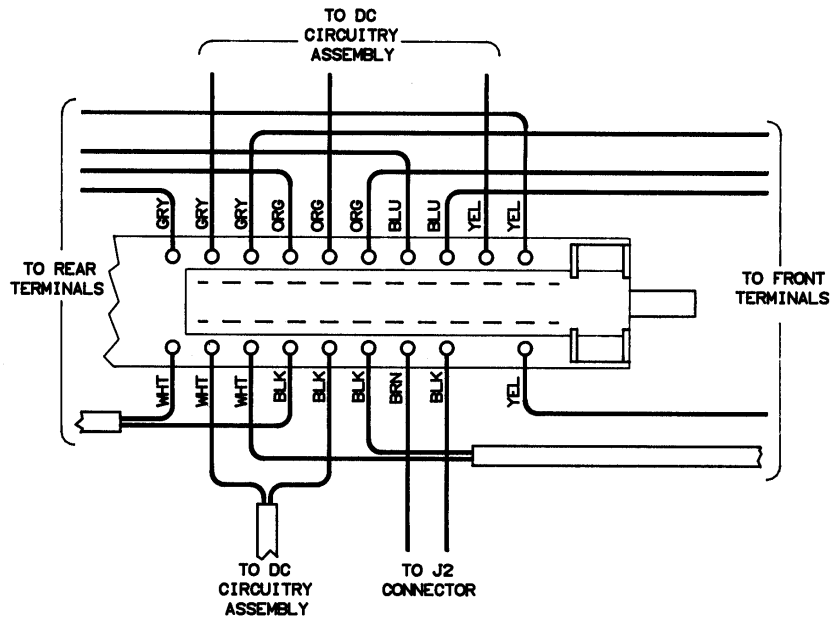 TO DC
CIRCUITRY
ASSEMBLY
GRY
GRY
GRY
ORG
ORG
ORG
BLU
BLU
YEL
YEL
TO REAR
TERMINALS
TO FRONT
TERMINALS
WHT
WHT
WHT
BLK
BLK
BLK
BRN
BLK
YEL
TO DC
CIRCUITRY
ASSEMBLY
TO J2
CONNECTOR